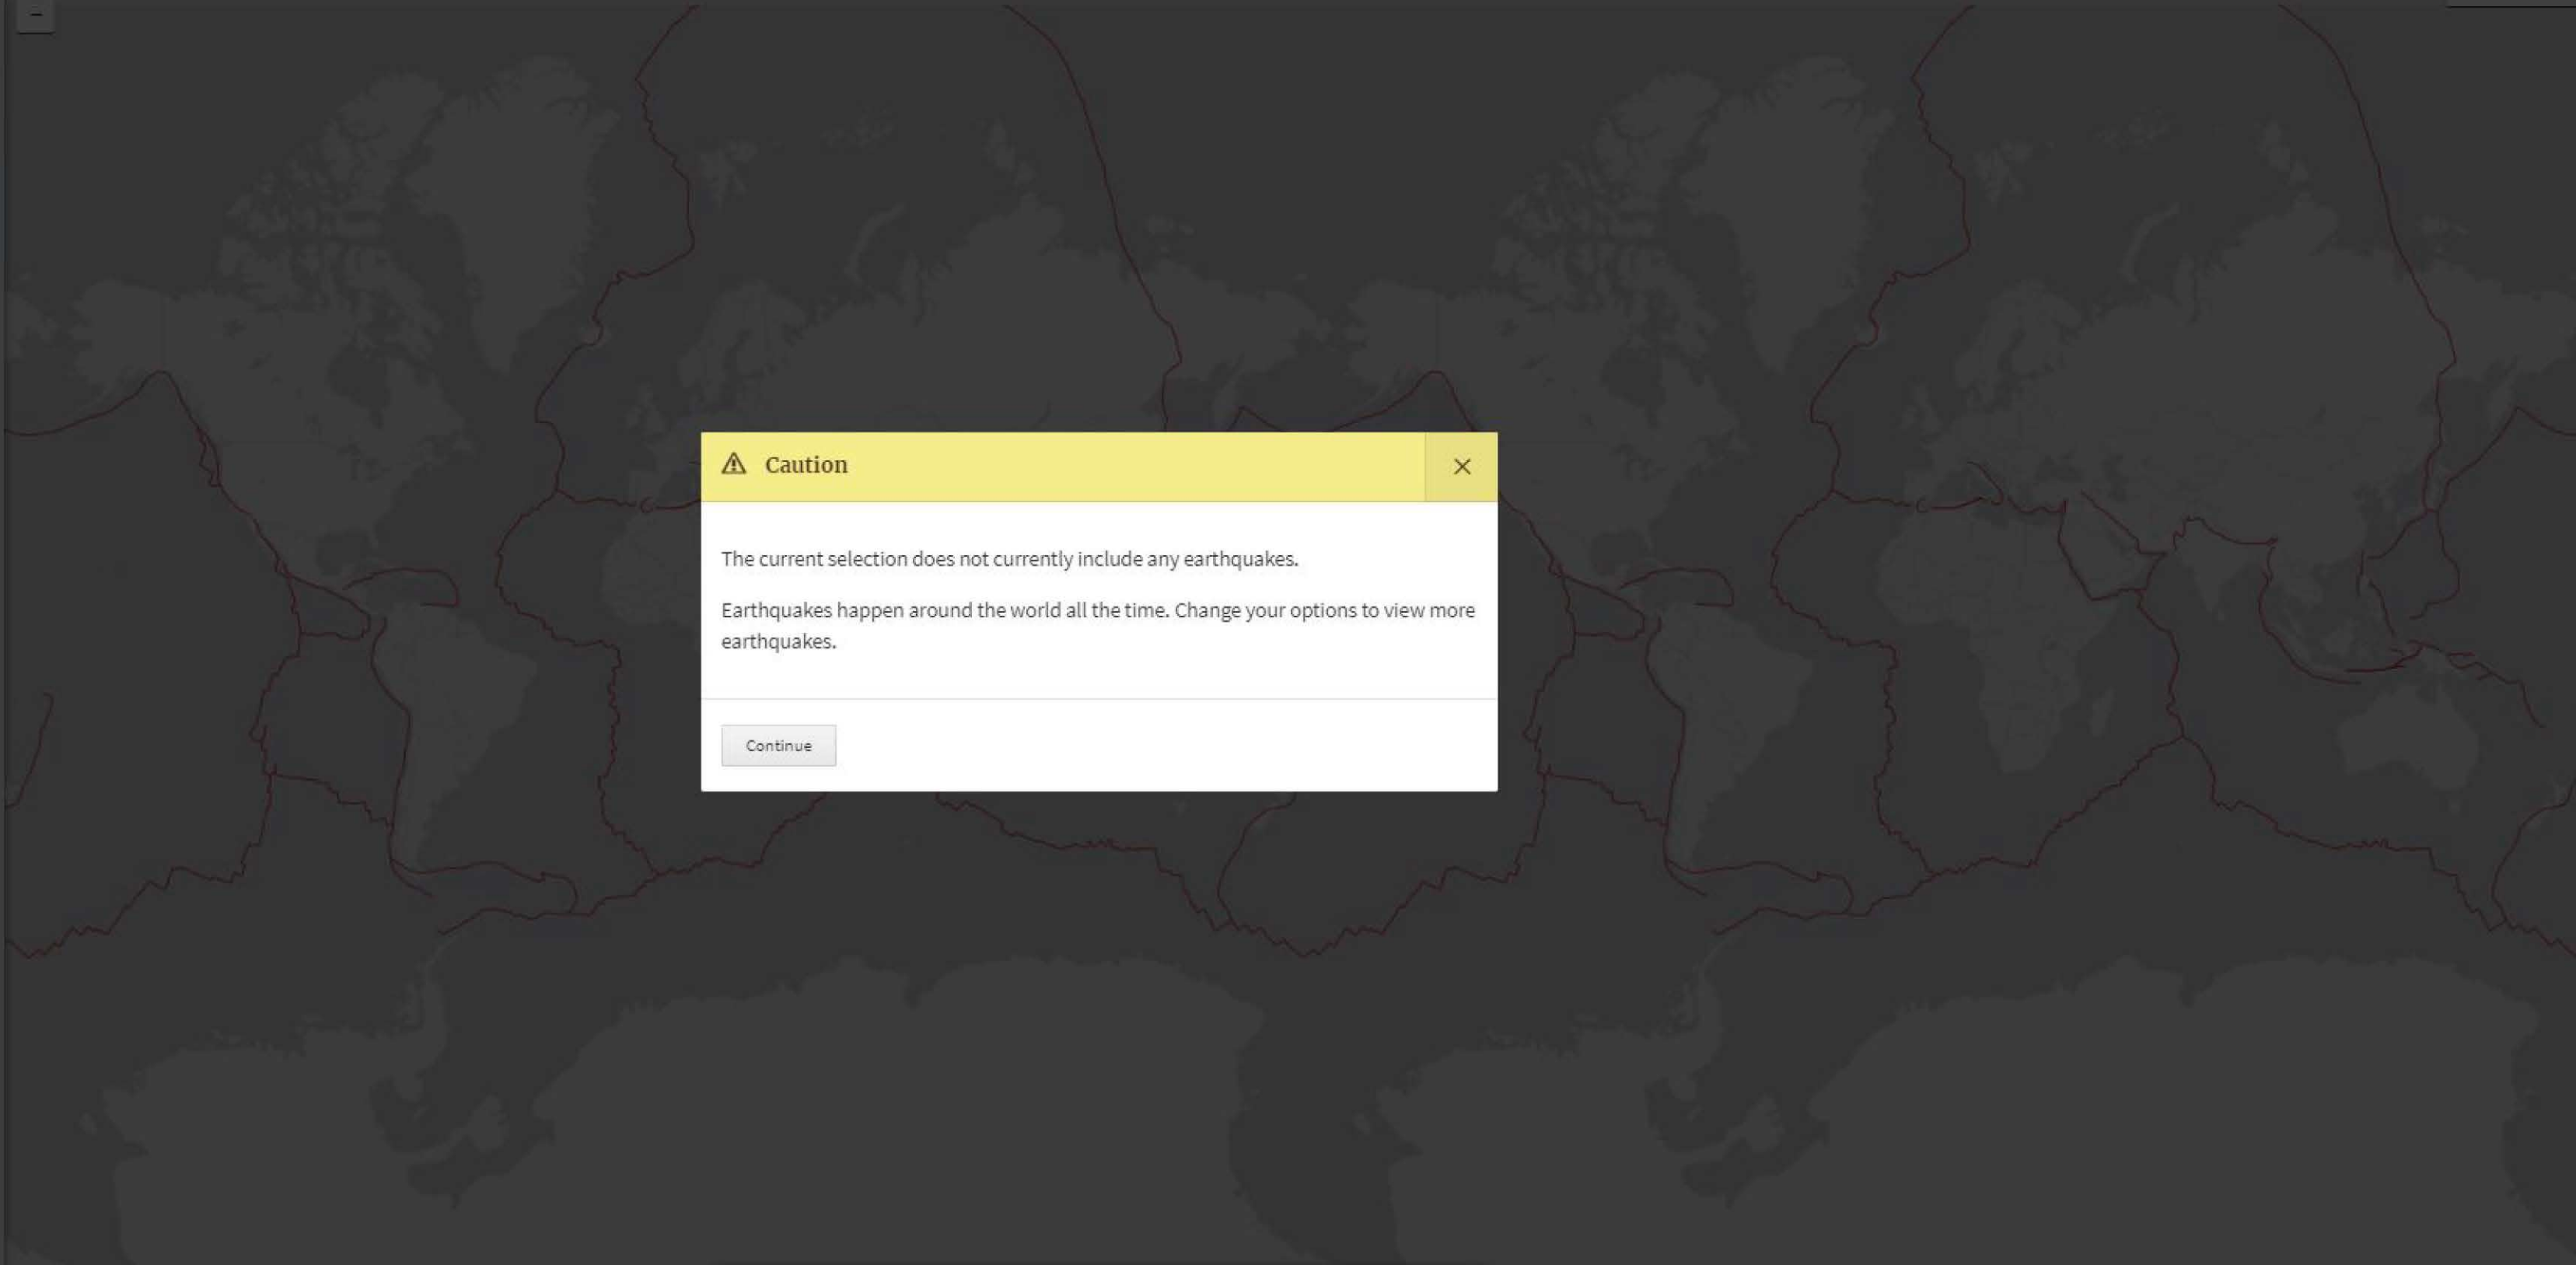 Caution
The current selection does not currently include any earthquakes.
Earthquakes happen around the world all the time. Change your options to view more
earthquakes.
Continue